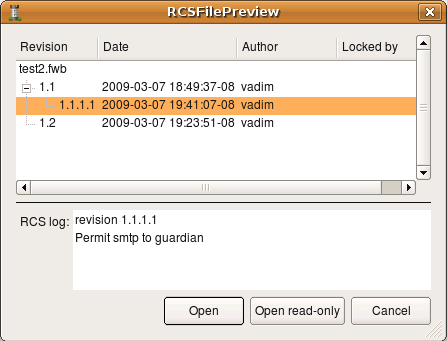 RCSFilePreview
Revision Date Author Locked by
test2.fwb
1.1 2009-03-07 18:49:37-08 vadim
1.1.1.1 2009-03-07 19:41:07-08 vadim
1.2 2009-03-07 19:23:51-08 vadim
RCS log: revision 1.1.1.1
Permit smtp to guardian
Open Open read-only Cancel